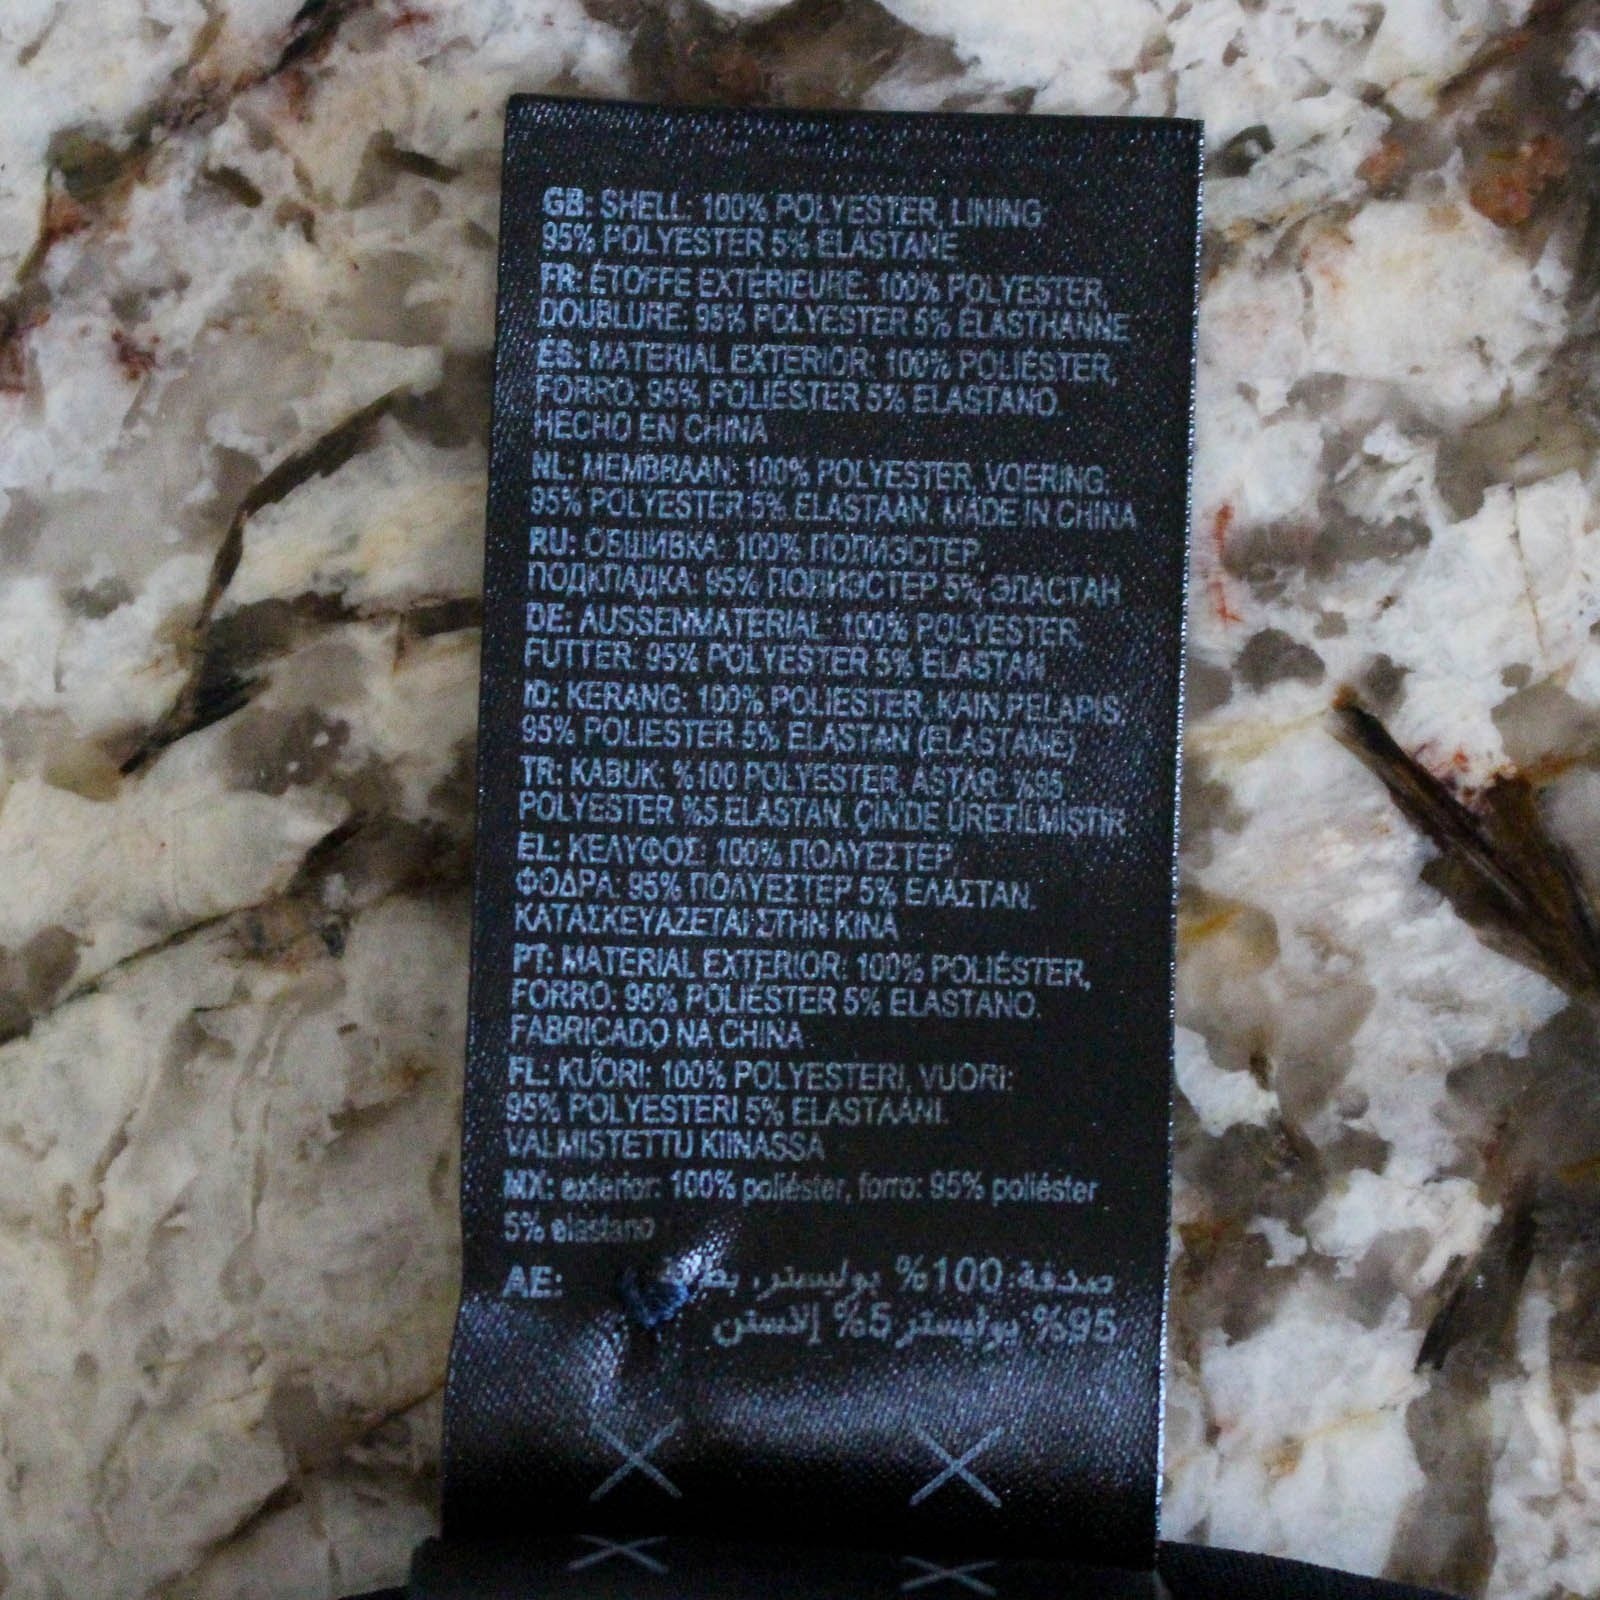 GB: SHELL: 100% POLYESTER, LINING:
95% POLYESTER 5% ELASTANE
FR: ÉTOFFE EXTÉRIEURE: 100% POLYESTER,
DOUBLURE: 95% POLYESTER 5% ÉLASTHANNE
ES: MATERIAL EXTERIOR: 100% POLIÉSTER,
FORRO: 95% POLIÉSTER 5% ELASTANO.
HECHO EN CHINA
NL: MEMBRAAN: 100% POLYESTER, VOERING:
95% POLYESTER 5% ELASTAAN. MADE IN CHINA
RU: ОБШИВКА: 100% ПОЛИЭСТЕР,
ПОДКЛАДКА: 95% ПОЛИЭСТЕР 5% ЭЛАСТАН
DE: AUSSENMATERIAL: 100% POLYESTER,
FUTTER: 95% POLYESTER 5% ELASTAN
ID: KERANG: 100% POLIESTER, KAIN PELAPIS:
95% POLIESTER 5% ELASTAN (ELASTANE)
TR: KABUK: %100 POLYESTER, ASTAR: %95
POLYESTER %5 ELASTAN. ÇİN'DE ÜRETİLMİŞTİR
EL: ΚΕΛΥΦΟΣ: 100% ΠΟΛΥΕΣΤΕΡ,
ΦΟΔΡΑ: 95% ΠΟΛΥΕΣΤΕΡ 5% ΕΛΑΣΤΑΝ.
ΚΑΤΑΣΚΕΥΑΖΕΤΑΙ ΣΤΗΝ ΚΙΝΑ
PT: MATERIAL EXTERIOR: 100% POLIÉSTER,
FORRO: 95% POLIÉSTER 5% ELASTANO.
FABRICADO NA CHINA
FL: KUORI: 100% POLYESTERI, VUORI:
95% POLYESTERI 5% ELASTAANI.
VALMISTETTU KIINASSA
MX: exterior: 100% poliéster, forro: 95% poliéster
5% elastano
AE: صدفة: 100% بوليستر,
95% بوليستر 5% إلاستن